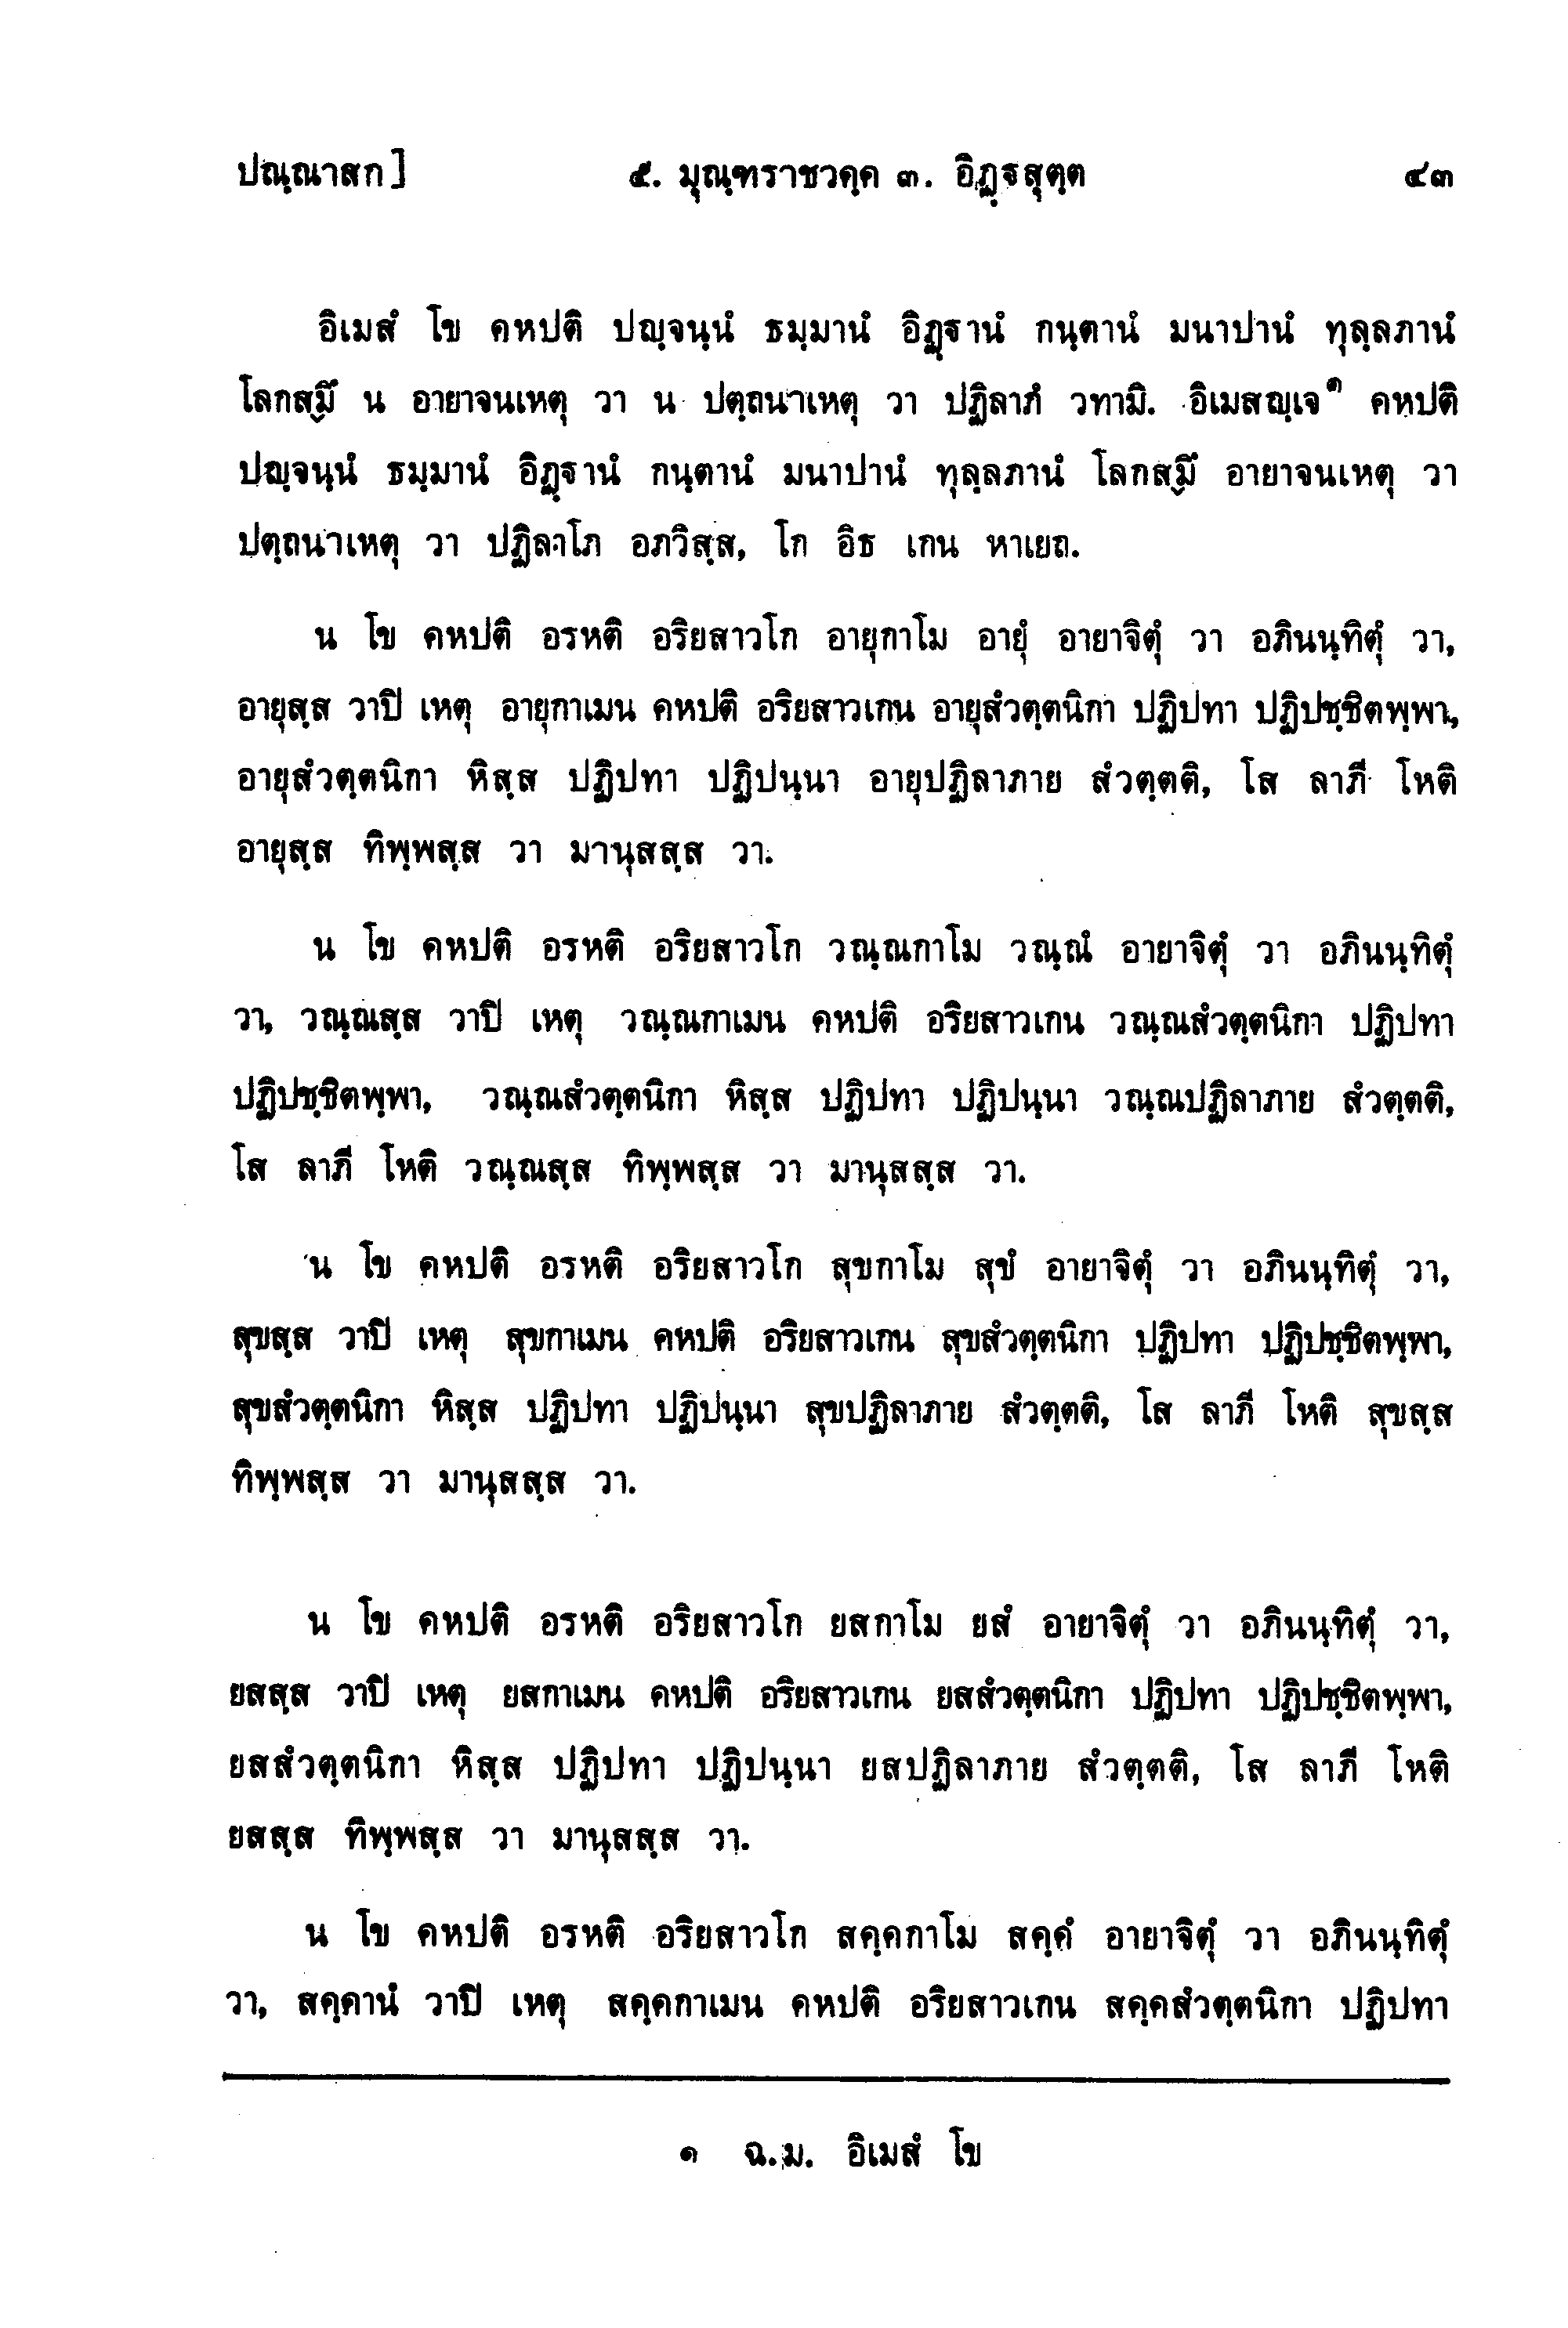 ปณฺณาสก]	๕. มุณฺฑราชวคฺค ๓. อิฏฺฐสุตฺต	๔๓
อิเมสํ โข คหปติ ปญฺจนฺนํ ธมฺมานํ อิฏฺฐานํ กนฺตานํ มนาปานํ ทุลฺลภานํ
โลกสฺมึ น อายาจนเหตุ วา น ปตฺถนาเหตุ วา ปฏิลาภํ วทามิ. อิเมสญฺเจ๑ คหปติ
ปญฺจนฺนํ ธมฺมานํ อิฏฺฐานํ กนฺตานํ มนาปานํ ทุลฺลภานํ โลกสฺมึ อายาจนเหตุ วา
ปตฺถนาเหตุ วา ปฏิลาโภ อภวิสฺส, โก อิธ เกน หาเยถ.
น โข คหปติ อรหติ อริยสาวโก อายุกาโม อายุํ อายาจิตุํ วา อภินนฺทิตุํ วา,
อายุสฺส วาปิ เหตุ อายุกาเมน คหปติ อริยสาวเกน อายุสํวตฺตนิกา ปฏิปทา ปฏิปชฺชิตพฺพา,
อายุสํวตฺตนิกา หิสฺส ปฏิปทา ปฏิปนฺนา อายุปฏิลาภาย สํวตฺตติ, โส ลาภี โหติ
อายุสฺส ทิพฺพสฺส วา มานุสสฺส วา.
น โข คหปติ อรหติ อริยสาวโก วณฺณกาโม วณฺณํ อายาจิตุํ วา อภินนฺทิตุํ
วา, วณฺณสฺส วาปิ เหตุ วณฺณกาเมน คหปติ อริยสาวเกน วณฺณสํวตฺตนิกา ปฏิปทา
ปฏิปชฺชิตพฺพา, วณฺณสํวตฺตนิกา หิสฺส ปฏิปทา ปฏิปนฺนา วณฺณปฏิลาภาย สํวตฺตติ,
โส ลาภี โหติ วณฺณสฺส ทิพฺพสฺส วา มานุสสฺส วา.
น โข คหปติ อรหติ อริยสาวโก สุขกาโม สุขํ อายาจิตุํ วา อภินนฺทิตุํ วา,
สุขสฺส วาปิ เหตุ สุขกาเมน คหปติ อริยสาวเกน สุขสํวตฺตนิกา ปฏิปทา ปฏิปชฺชิตพฺพา,
สุขสํวตฺตนิกา หิสฺส ปฏิปทา ปฏิปนฺนา สุขปฏิลาภาย สํวตฺตติ, โส ลาภี โหติ สุขสฺส
ทิพฺพสฺส วา มานุสสฺส วา.
น โข คหปติ อรหติ อริยสาวโก ยสกาโม ยสํ อายาจิตุํ วา อภินนฺทิตุํ วา,
ยสสฺส วาปิ เหตุ ยสกาเมน คหปติ อริยสาวเกน ยสสํวตฺตนิกา ปฏิปทา ปฏิปชฺชิตพฺพา,
ยสสํวตฺตนิกา หิสฺส ปฏิปทา ปฏิปนฺนา ยสปฏิลาภาย สํวตฺตติ, โส ลาภี โหติ
ยสสฺส ทิพฺพสฺส วา มานุสสฺส วา.
น โข คหปติ อรหติ อริยสาวโก สคฺคกาโม สคฺคํ อายาจิตุํ วา อภินนฺทิตุํ
วา, สคฺคานํ วาปิ เหตุ สคฺคกาเมน คหปติ อริยสาวเกน สคฺคสํวตฺตนิกา ปฏิปทา
๑ ฉ.ม. อิเมสํ โข